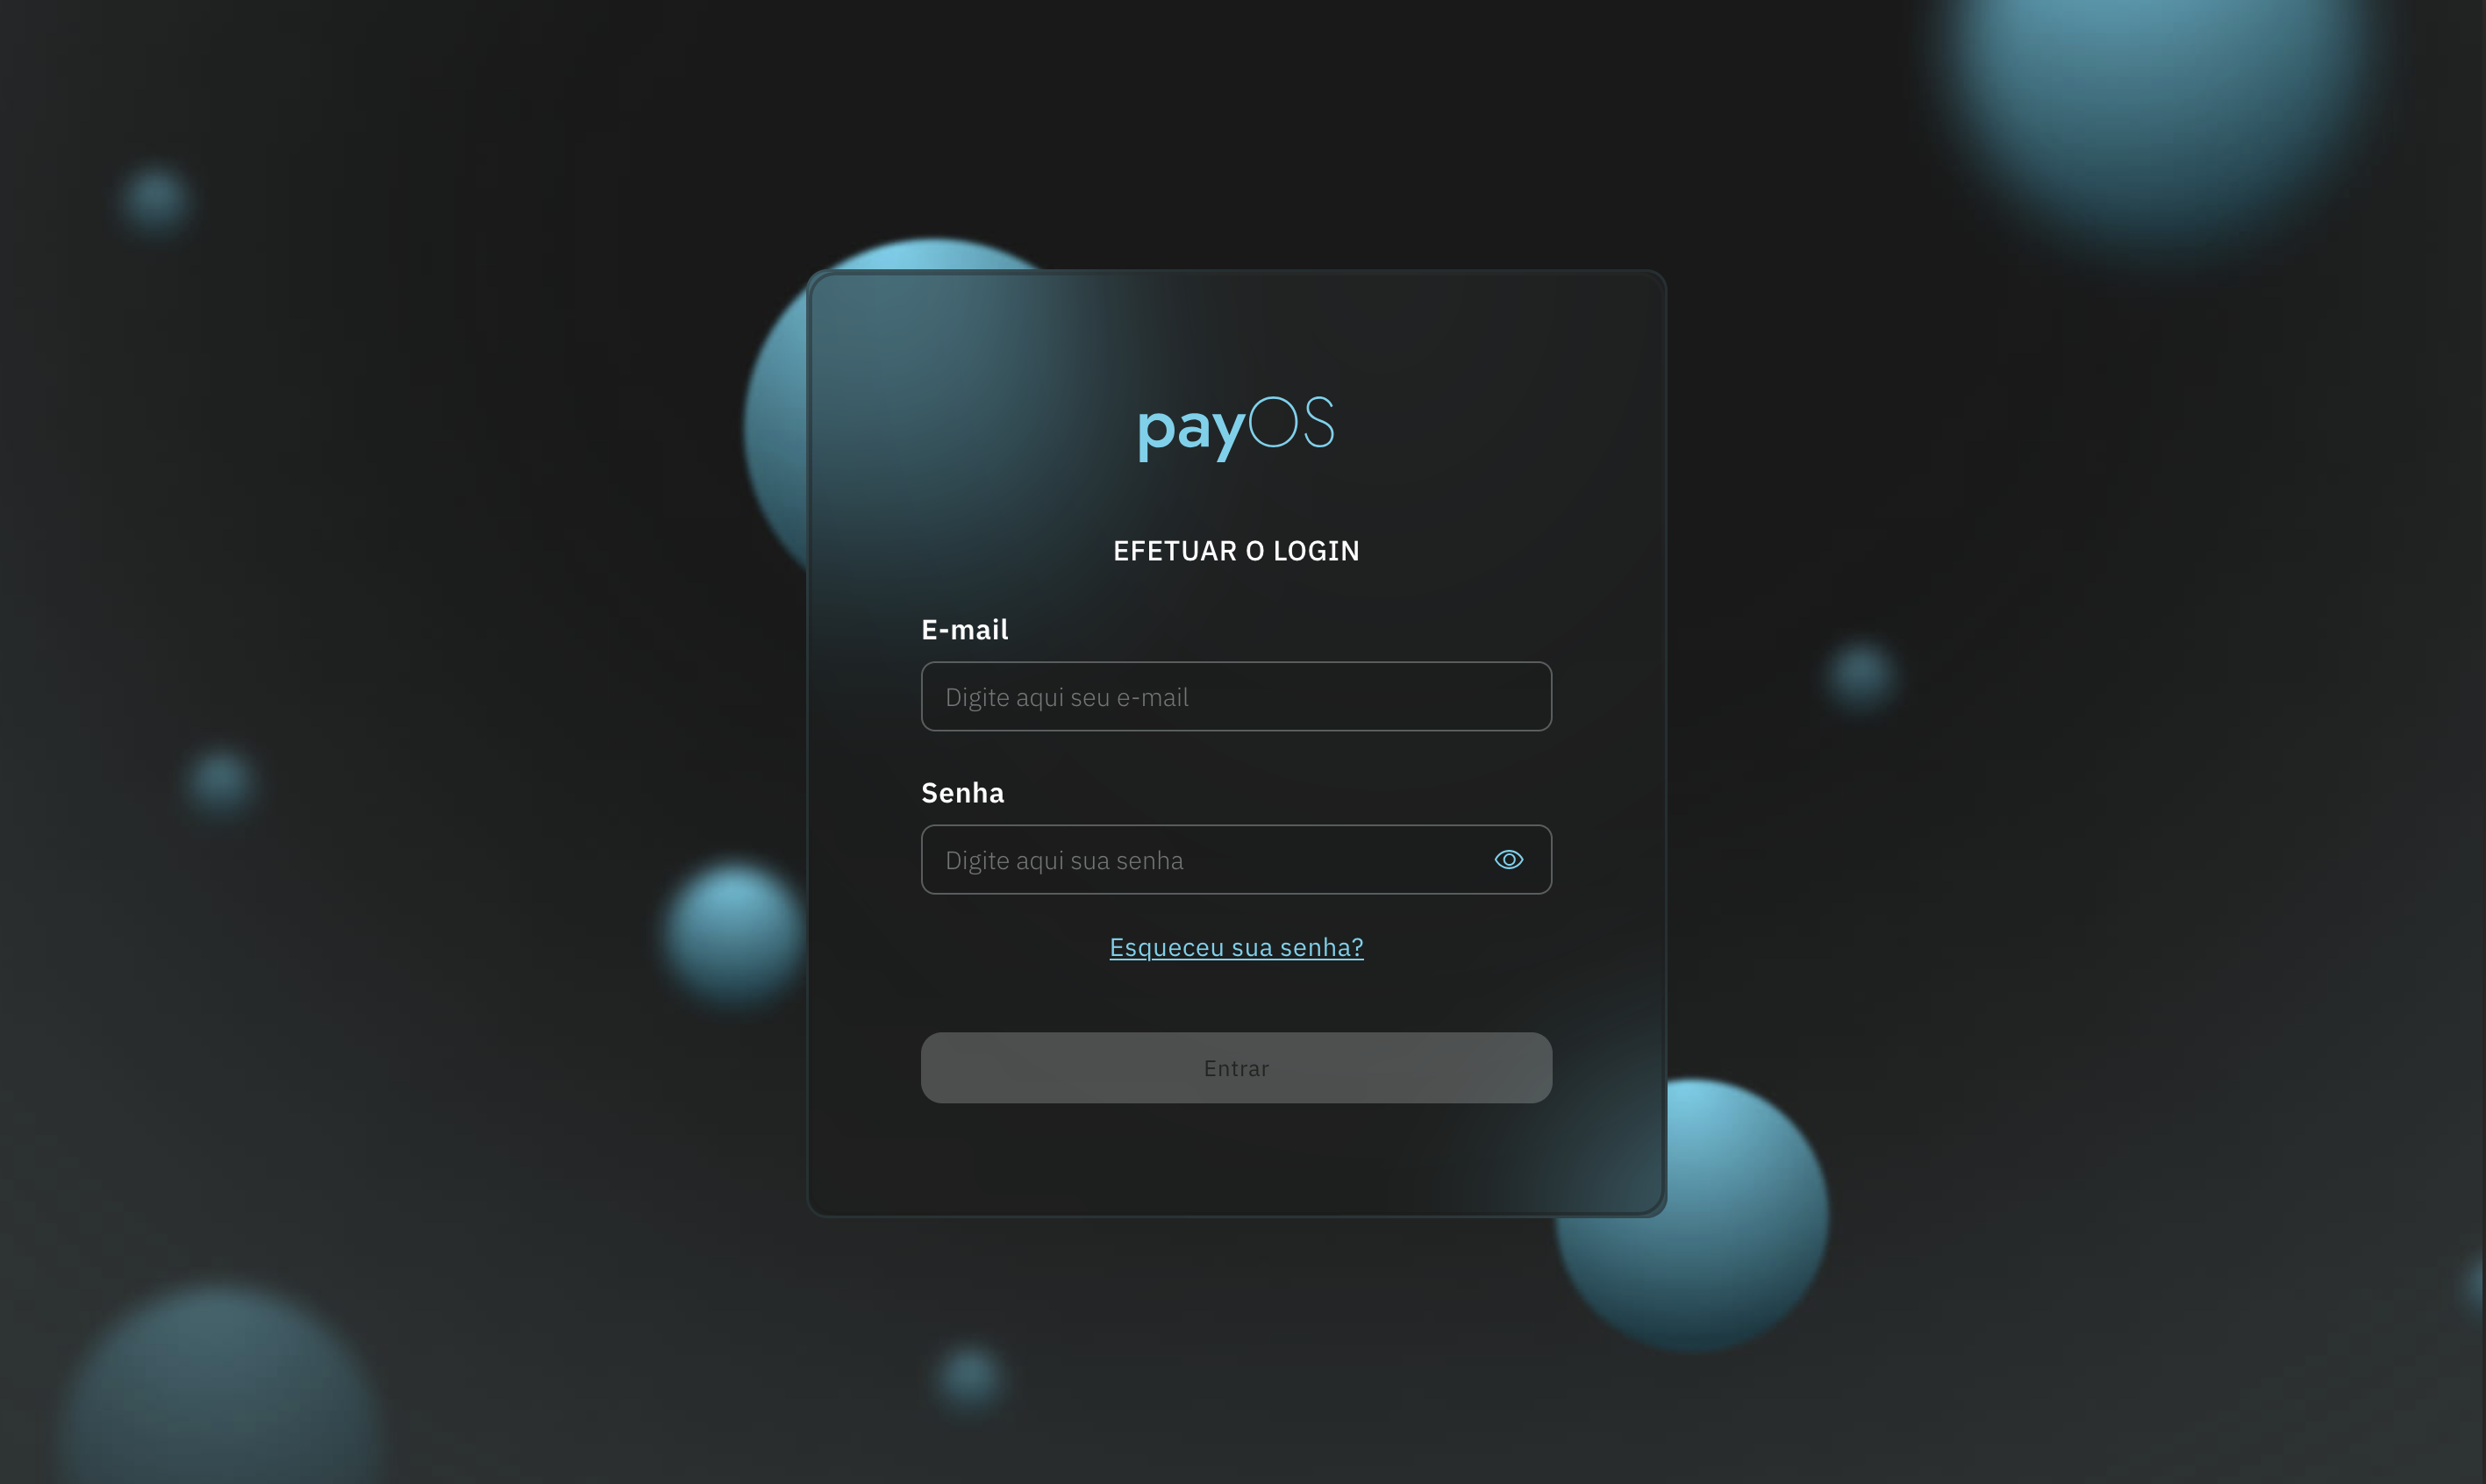 payOS
EFETUAR O LOGIN
E-mail
Digite aqui seu e-mail
Senha
Digite aqui sua senha
Esqueceu sua senha?
Entrar